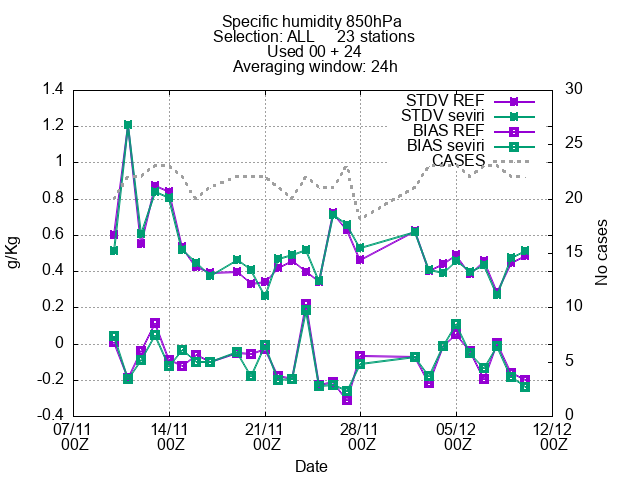 Specific humidity 850hPa
Selection: ALL 23 stations
Used 00 + 24
Averaging window: 24h
1.4
1.2
1
0.8
0.6
0.4
0.2
0
-0.2
-0.4
g/Kg
30
25
20
15
10
5
0
No cases
STDV REF
STDV seviri
BIAS REF
BIAS seviri
CASES
07/11 14/11 21/11 28/11 05/12 12/12
00Z 00Z 00Z 00Z 00Z 00Z
Date